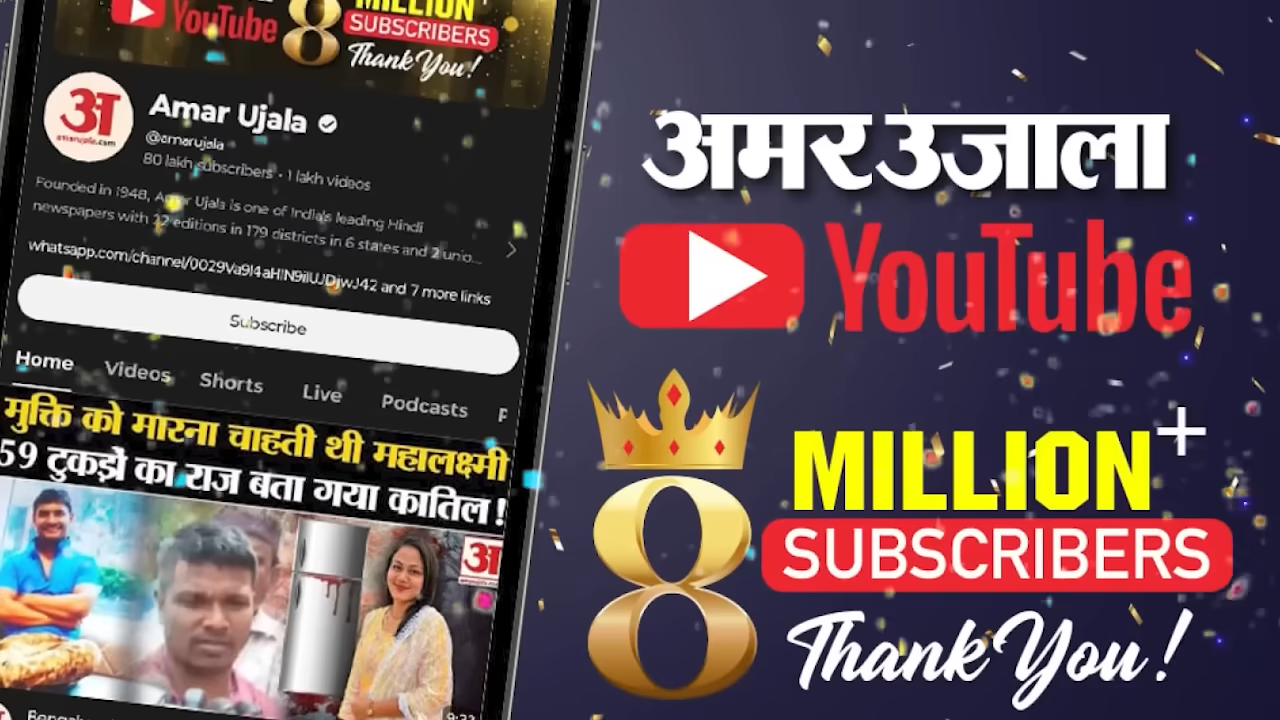 MILLION
YouTube
8
SUBSCRIBERS
Thank You!
अ
amarujala.com
Amar Ujala
@amarujala
80 lakh subscribers • 1 lakh videos
Founded in 1948, Amar Ujala is one of India's leading Hindi
newspapers with 22 editions in 179 districts in 6 states and 2 unio...
and 7 more links
Subscribe
Home Videos Shorts Live Podcasts P
मुक्ति को मारना चाहती थी महालक्ष्मी
59 टुकड़ों का राज बता गया कातिल!
अ
9:33
अमर उजाला
YouTube
8
MILLION+
SUBSCRIBERS
Thank You!